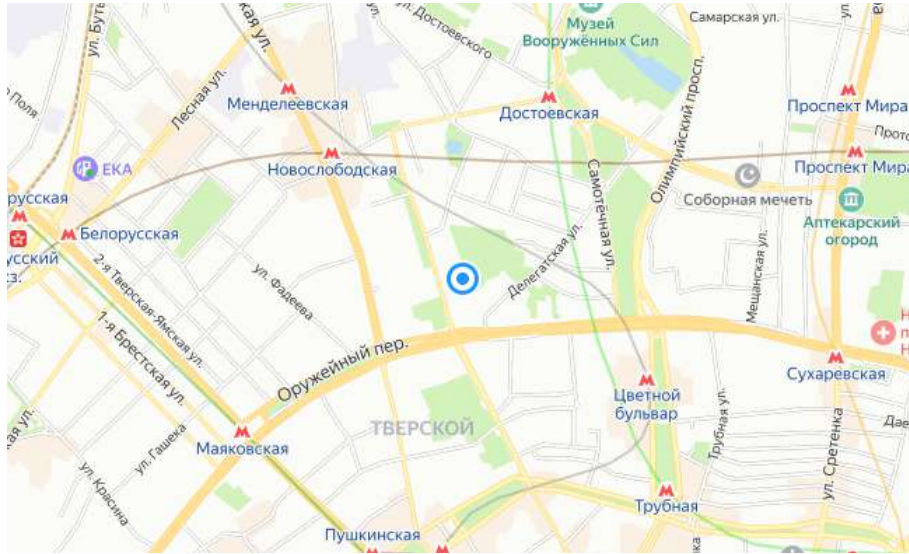 ул. Достоевского
Музей
Вооружённых Сил
Самарская ул.
Лесная ул.
Менделеевская
Достоевская
Олимпийский просп.
Проспект Мира
ЕКА
Новослободская
Самотёчная ул.
Соборная мечеть
Аптекарский
огород
Белорусская
2-я Тверская-Ямская ул.
ул. Фадеева
Делегатская ул.
Мещанская ул.
1-я Брестская ул.
Оружейный пер.
Сухаревская
Цветной
бульвар
Трубная ул.
ТВЕРСКОЙ
Маяковская
ул. Гашека
ул. Красина
ул. Сретенка
Трубная
Пушкинская